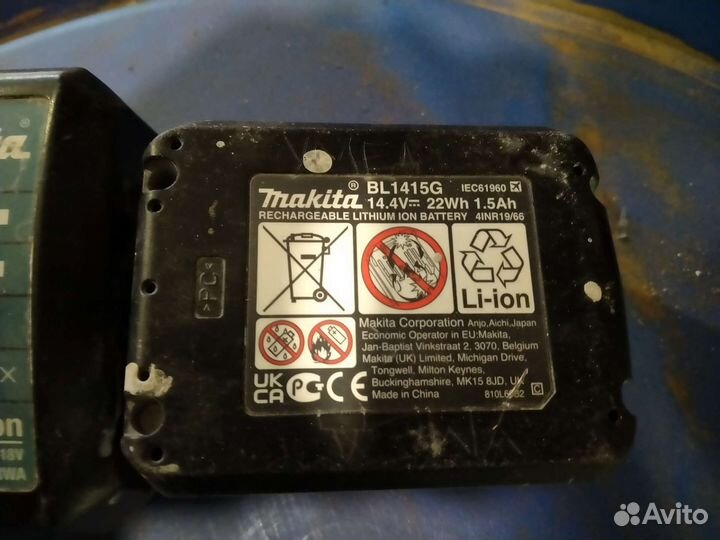 makita® BL1415G IEC61960
14.4V⎓ 22Wh 1.5Ah
RECHARGEABLE LITHIUM ION BATTERY 4INR19/66
>PC<
Li-ion
Makita Corporation Anjo,Aichi,Japan
Economic Operator in EU:Makita,
Jan-Baptist Vinkstraat 2, 3070, Belgium
Makita (UK) Limited, Michigan Drive,
Tongwell, Milton Keynes,
Buckinghamshire, MK15 8JD, UK
Made in China
UK
CA
CE
C
®
on
18V
Avito